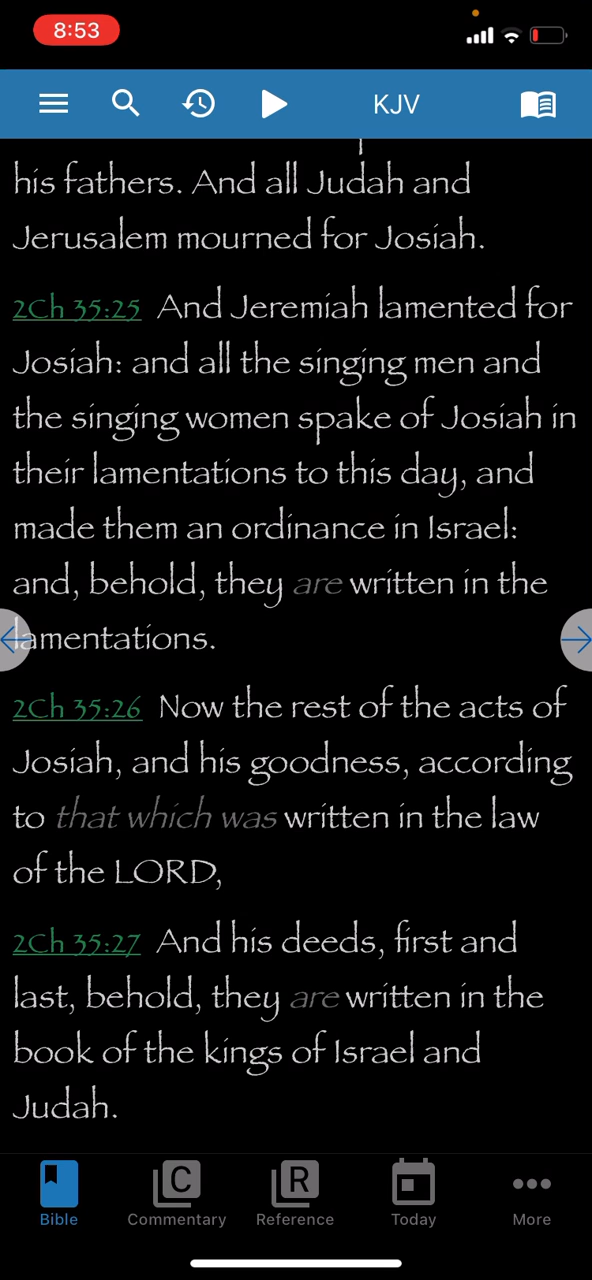 8:53
KJV
his fathers. And all Judah and
Jerusalem mourned for Josiah.
2Ch 35:25 And Jeremiah lamented for
Josiah: and all the singing men and
the singing women spake of Josiah in
their lamentations to this day, and
made them an ordinance in Israel:
and, behold, they are written in the
lamentations.
2Ch 35:26 Now the rest of the acts of
Josiah, and his goodness, according
to that which was written in the law
of the LORD,
2Ch 35:27 And his deeds, first and
last, behold, they are written in the
book of the kings of Israel and
Judah.
C R
Bible Commentary Reference Today More